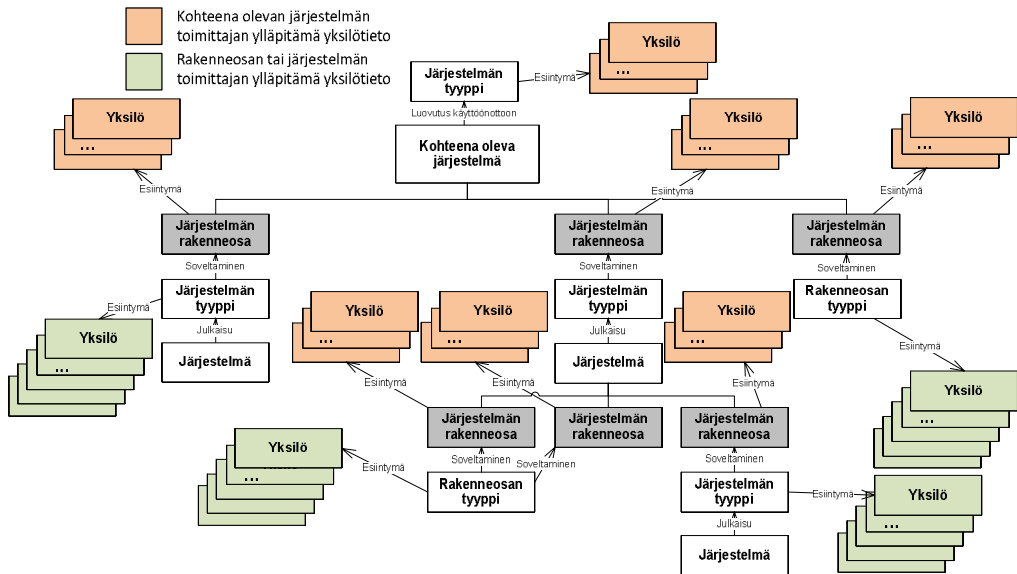 Kohteena olevan järjestelmän
toimittajan ylläpitämä yksilötieto
Rakenneosan tai järjestelmän
toimittajan ylläpitämä yksilötieto
Yksilö
...
Järjestelmän
tyyppi
Esiintymä
Luovutus käyttöönottoon
Kohteena oleva
järjestelmä
Yksilö
...
Esiintymä
Yksilö
...
Esiintymä
Yksilö
...
Esiintymä
Järjestelmän
rakenneosa
Järjestelmän
rakenneosa
Järjestelmän
rakenneosa
Soveltaminen
Soveltaminen
Soveltaminen
Järjestelmän
tyyppi
Järjestelmän
tyyppi
Rakenneosan
tyyppi
Esiintymä
Yksilö
...
Julkaisu
Järjestelmä
Yksilö
...
Yksilö
...
Julkaisu
Järjestelmä
Yksilö
...
Esiintymä
Esiintymä
Esiintymä
Esiintymä
Yksilö
...
Järjestelmän
rakenneosa
Järjestelmän
rakenneosa
Järjestelmän
rakenneosa
Yksilö
...
Esiintymä
Soveltaminen
Soveltaminen
Soveltaminen
Rakenneosan
tyyppi
Järjestelmän
tyyppi
Esiintymä
Yksilö
...
Julkaisu
Järjestelmä